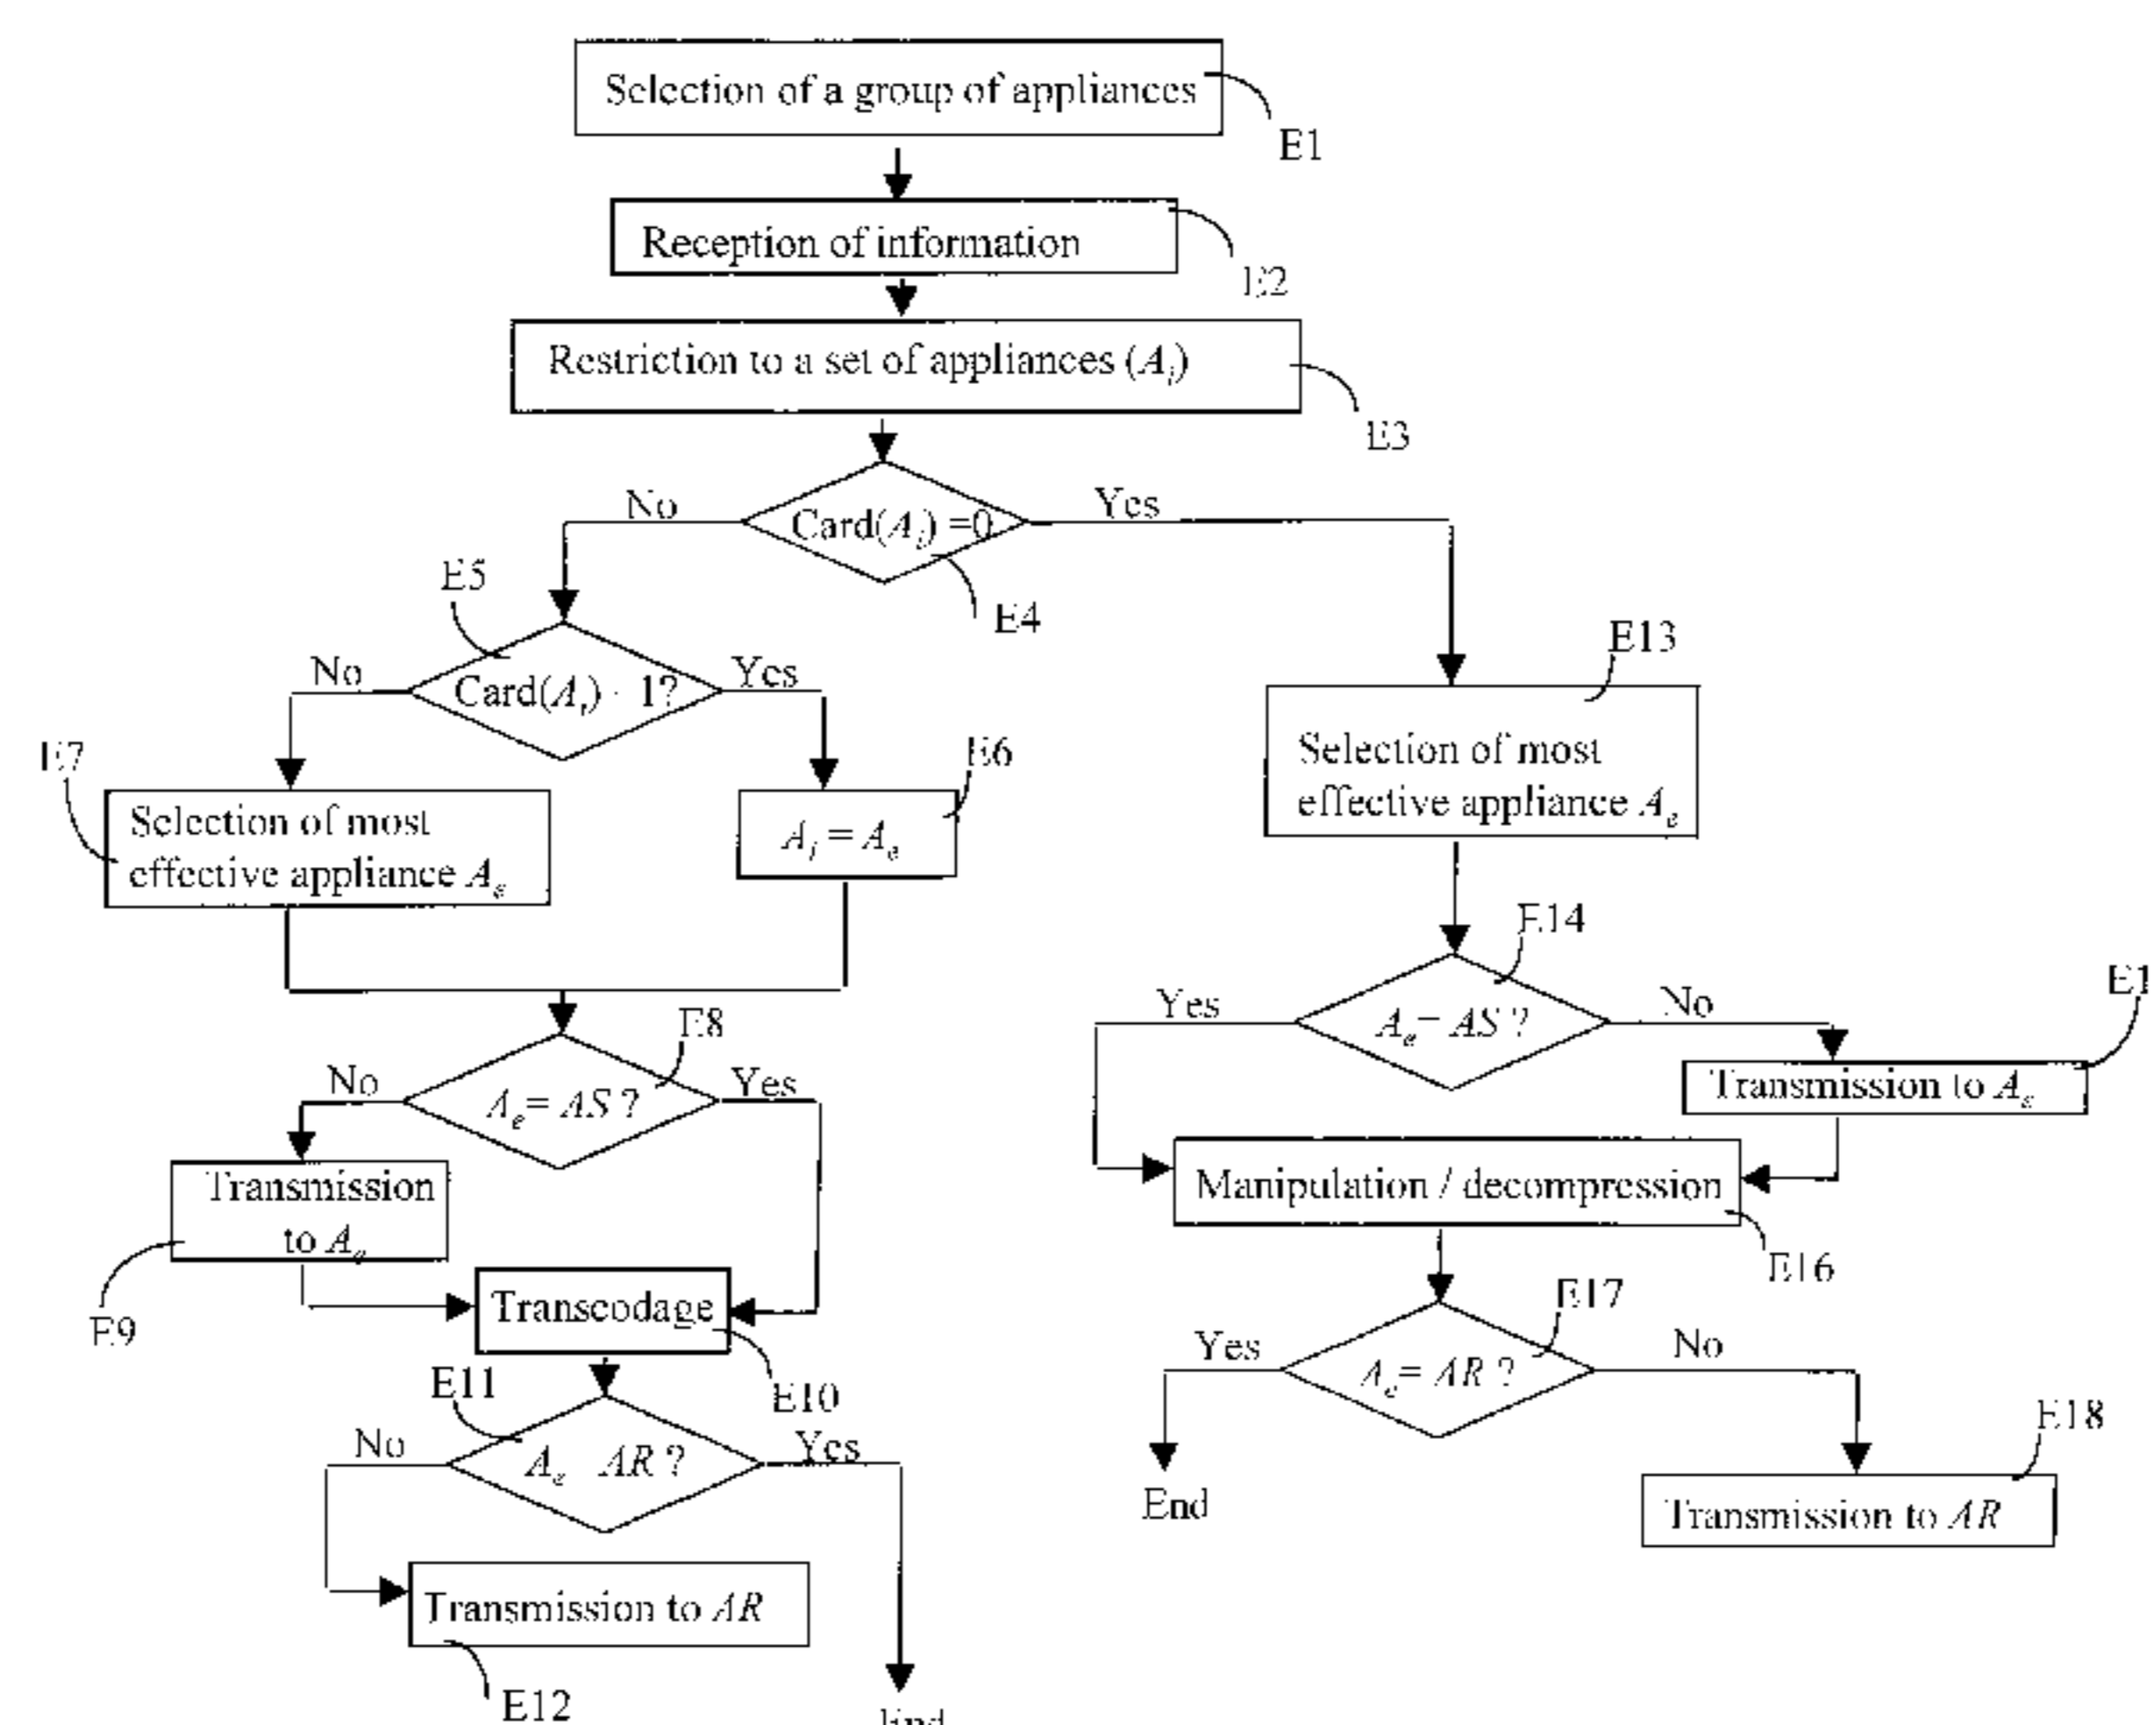 Selection of a group of appliances
E1
Reception of information
E2
Restriction to a set of appliances (Ai)
E3
No
Card(Ai) =0
Yes
E4
E5
No
Card(Ai) 1?
Yes
E13
E7
Selection of most
effective appliance Ae
E6
Ai = Ae
Selection of most
effective appliance Ae
E14
Yes
Ae = AS ?
No
E1
Transmission to Ae
E8
No
Ae = AS ?
Yes
Transmission
to Ae
E9
Manipulation / decompression
E16
Transcodage
E10
E17
Yes
Ae = AR ?
No
E11
No
Ae AR ?
Yes
End
E18
Transmission to AR
Transmission to AR
E12